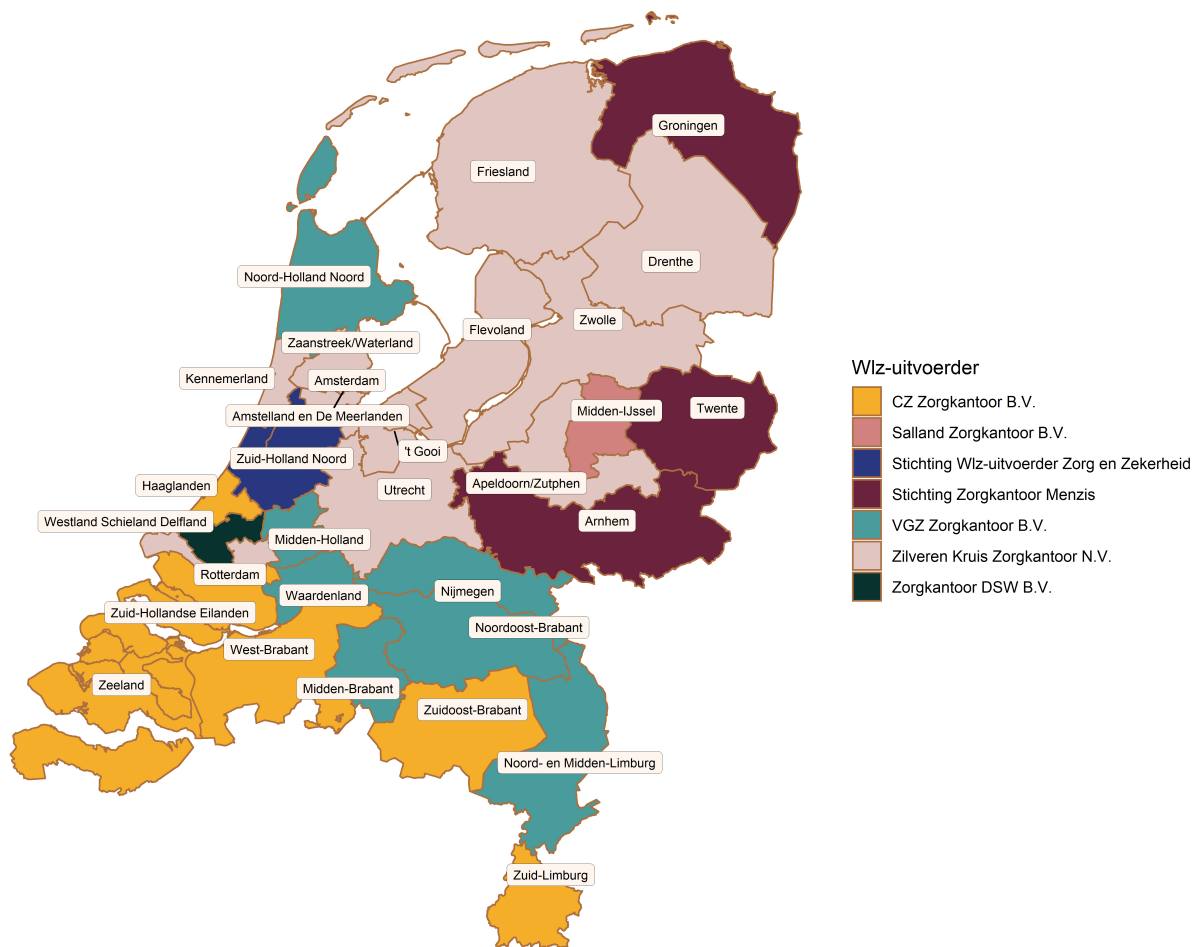 Groningen
Friesland
Drenthe
Noord-Holland Noord
Zwolle
Flevoland
Zaanstreek/Waterland
Kennemerland
Amsterdam
Midden-IJssel
Twente
Amstelland en De Meerlanden
't Gooi
Zuid-Holland Noord
Haaglanden
Utrecht
Apeldoorn/Zutphen
Westland Schieland Delfland
Arnhem
Midden-Holland
Rotterdam
Waardenland
Nijmegen
Zuid-Hollandse Eilanden
Noordoost-Brabant
West-Brabant
Zeeland
Midden-Brabant
Zuidoost-Brabant
Noord- en Midden-Limburg
Zuid-Limburg
Wlz-uitvoerder
CZ Zorgkantoor B.V.
Salland Zorgkantoor B.V.
Stichting Wlz-uitvoerder Zorg en Zekerheid
Stichting Zorgkantoor Menzis
VGZ Zorgkantoor B.V.
Zilveren Kruis Zorgkantoor N.V.
Zorgkantoor DSW B.V.